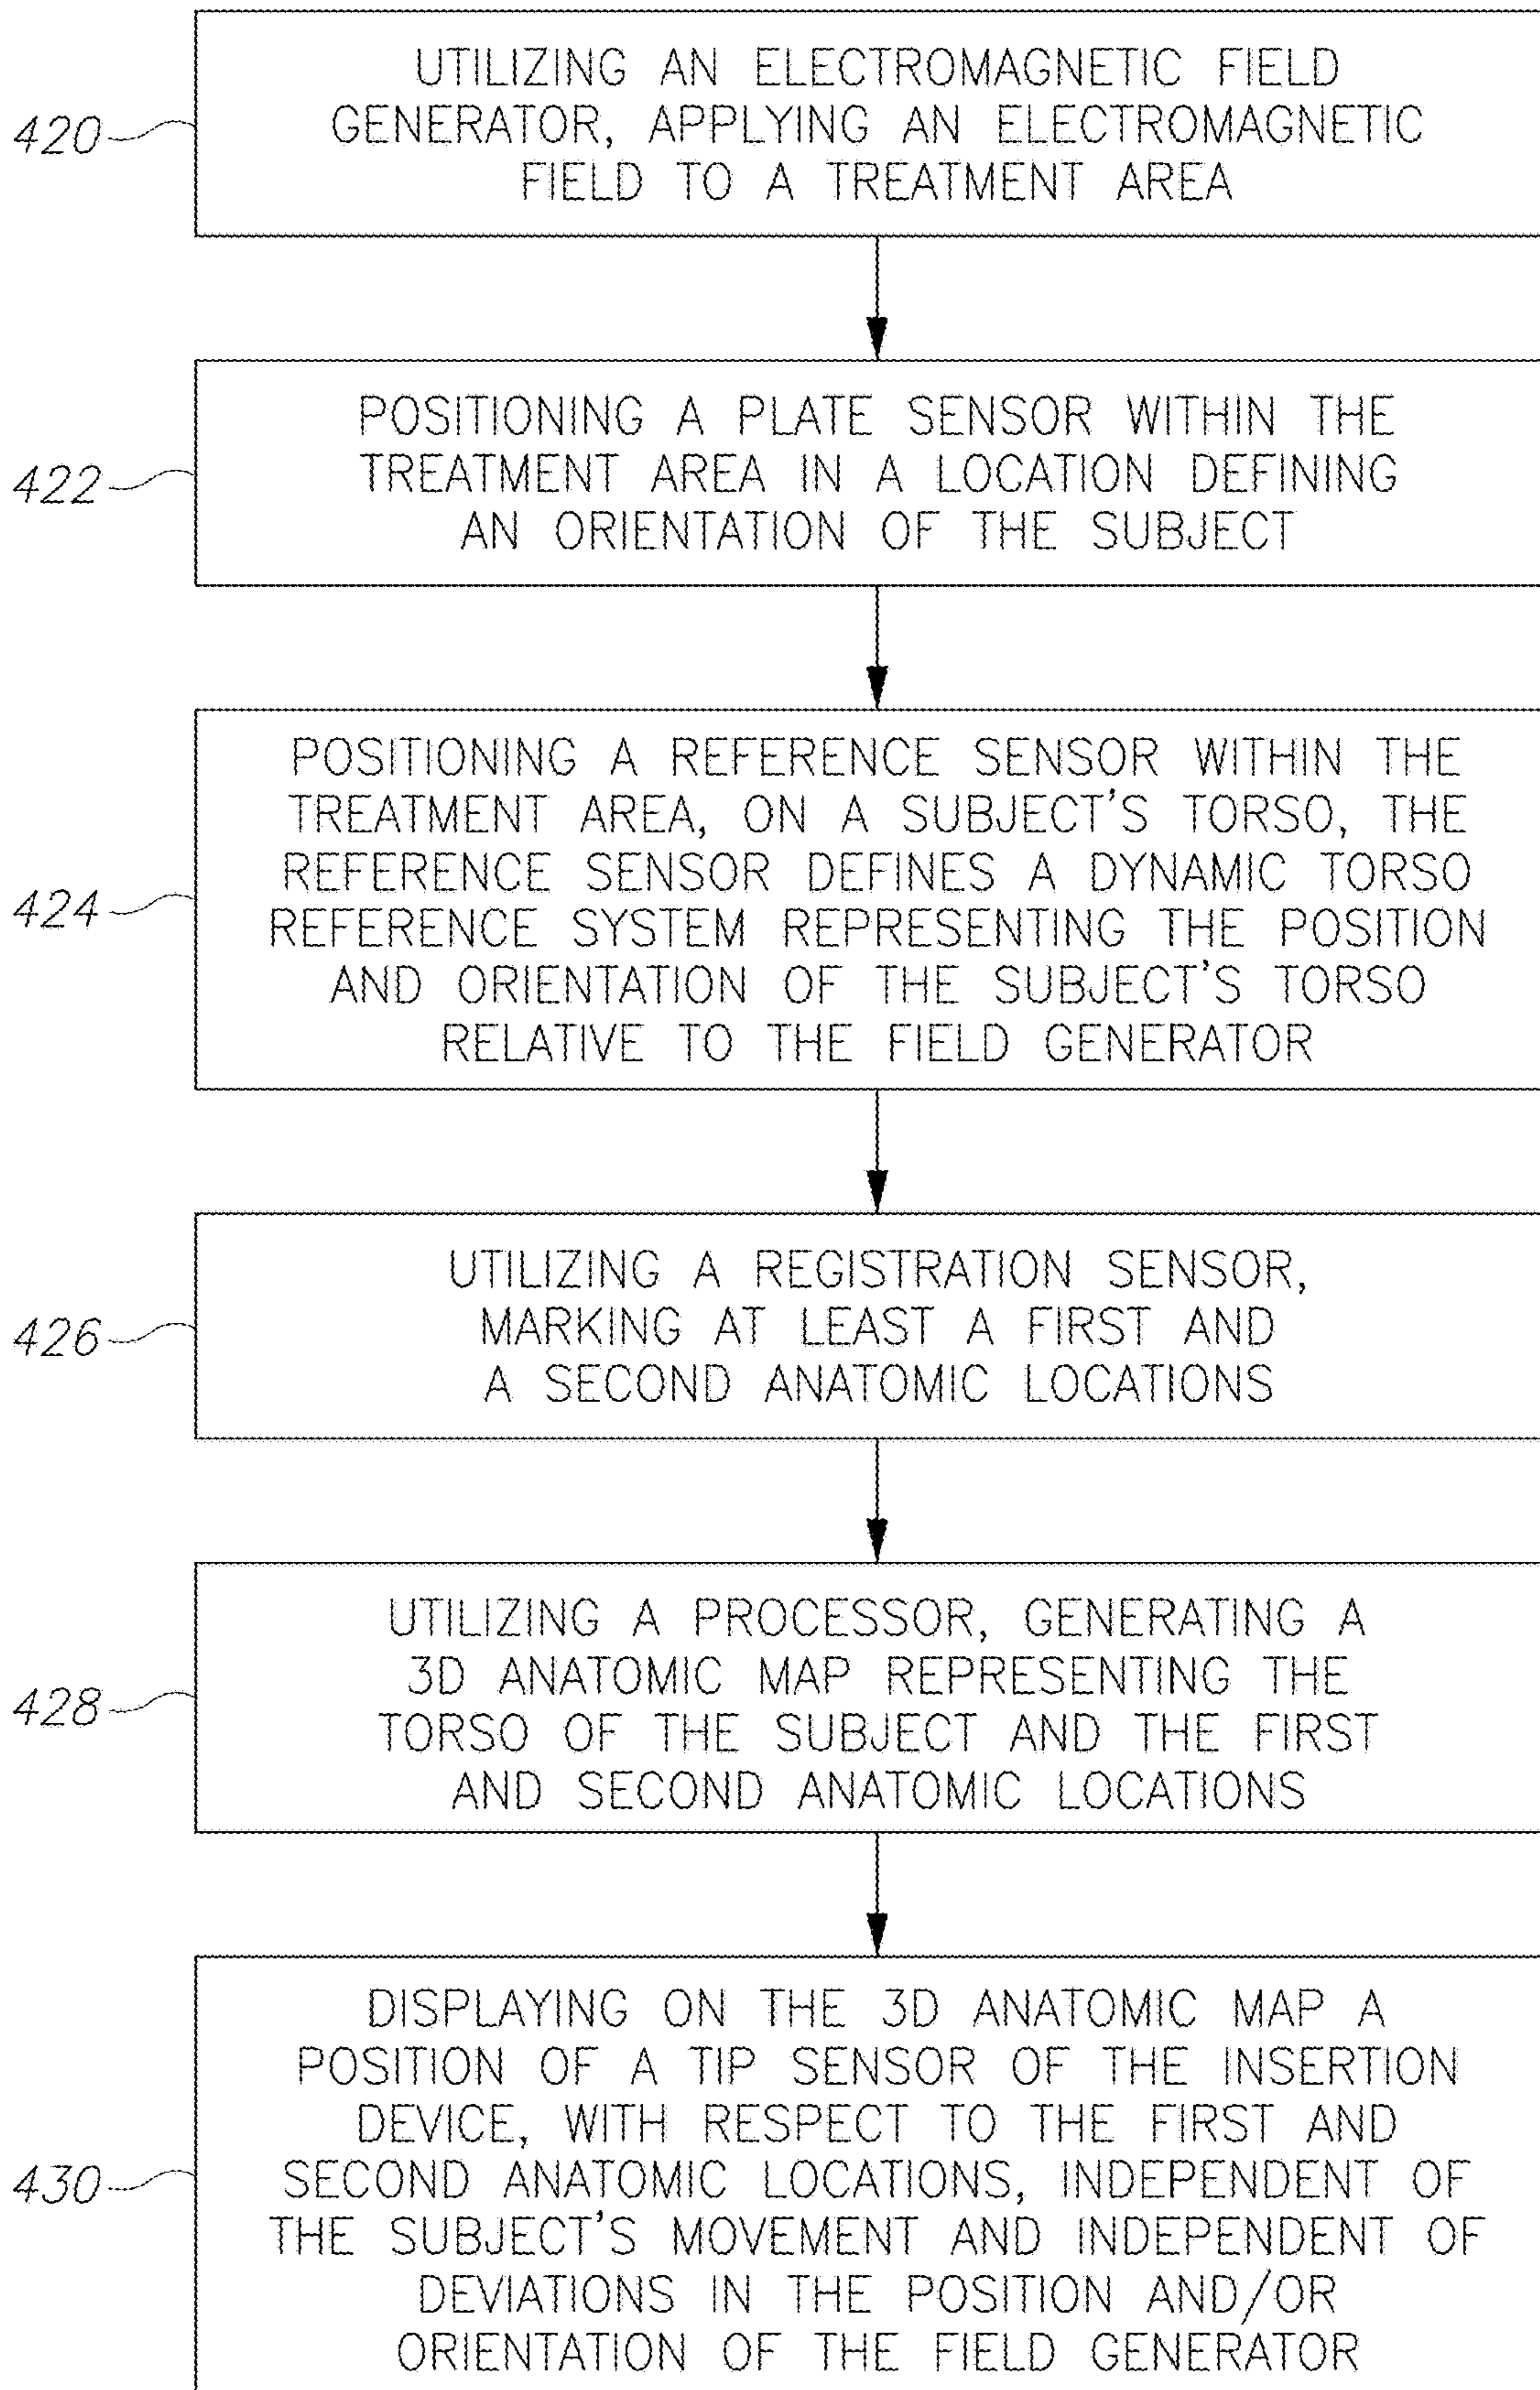 420
UTILIZING AN ELECTROMAGNETIC FIELD
GENERATOR, APPLYING AN ELECTROMAGNETIC
FIELD TO A TREATMENT AREA
422
POSITIONING A PLATE SENSOR WITHIN THE
TREATMENT AREA IN A LOCATION DEFINING
AN ORIENTATION OF THE SUBJECT
424
POSITIONING A REFERENCE SENSOR WITHIN THE
TREATMENT AREA, ON A SUBJECT'S TORSO, THE
REFERENCE SENSOR DEFINES A DYNAMIC TORSO
REFERENCE SYSTEM REPRESENTING THE POSITION
AND ORIENTATION OF THE SUBJECT'S TORSO
RELATIVE TO THE FIELD GENERATOR
426
UTILIZING A REGISTRATION SENSOR,
MARKING AT LEAST A FIRST AND
A SECOND ANATOMIC LOCATIONS
428
UTILIZING A PROCESSOR, GENERATING A
3D ANATOMIC MAP REPRESENTING THE
TORSO OF THE SUBJECT AND THE FIRST
AND SECOND ANATOMIC LOCATIONS
430
DISPLAYING ON THE 3D ANATOMIC MAP A
POSITION OF A TIP SENSOR OF THE INSERTION
DEVICE, WITH RESPECT TO THE FIRST AND
SECOND ANATOMIC LOCATIONS, INDEPENDENT OF
THE SUBJECT'S MOVEMENT AND INDEPENDENT OF
DEVIATIONS IN THE POSITION AND/OR
ORIENTATION OF THE FIELD GENERATOR